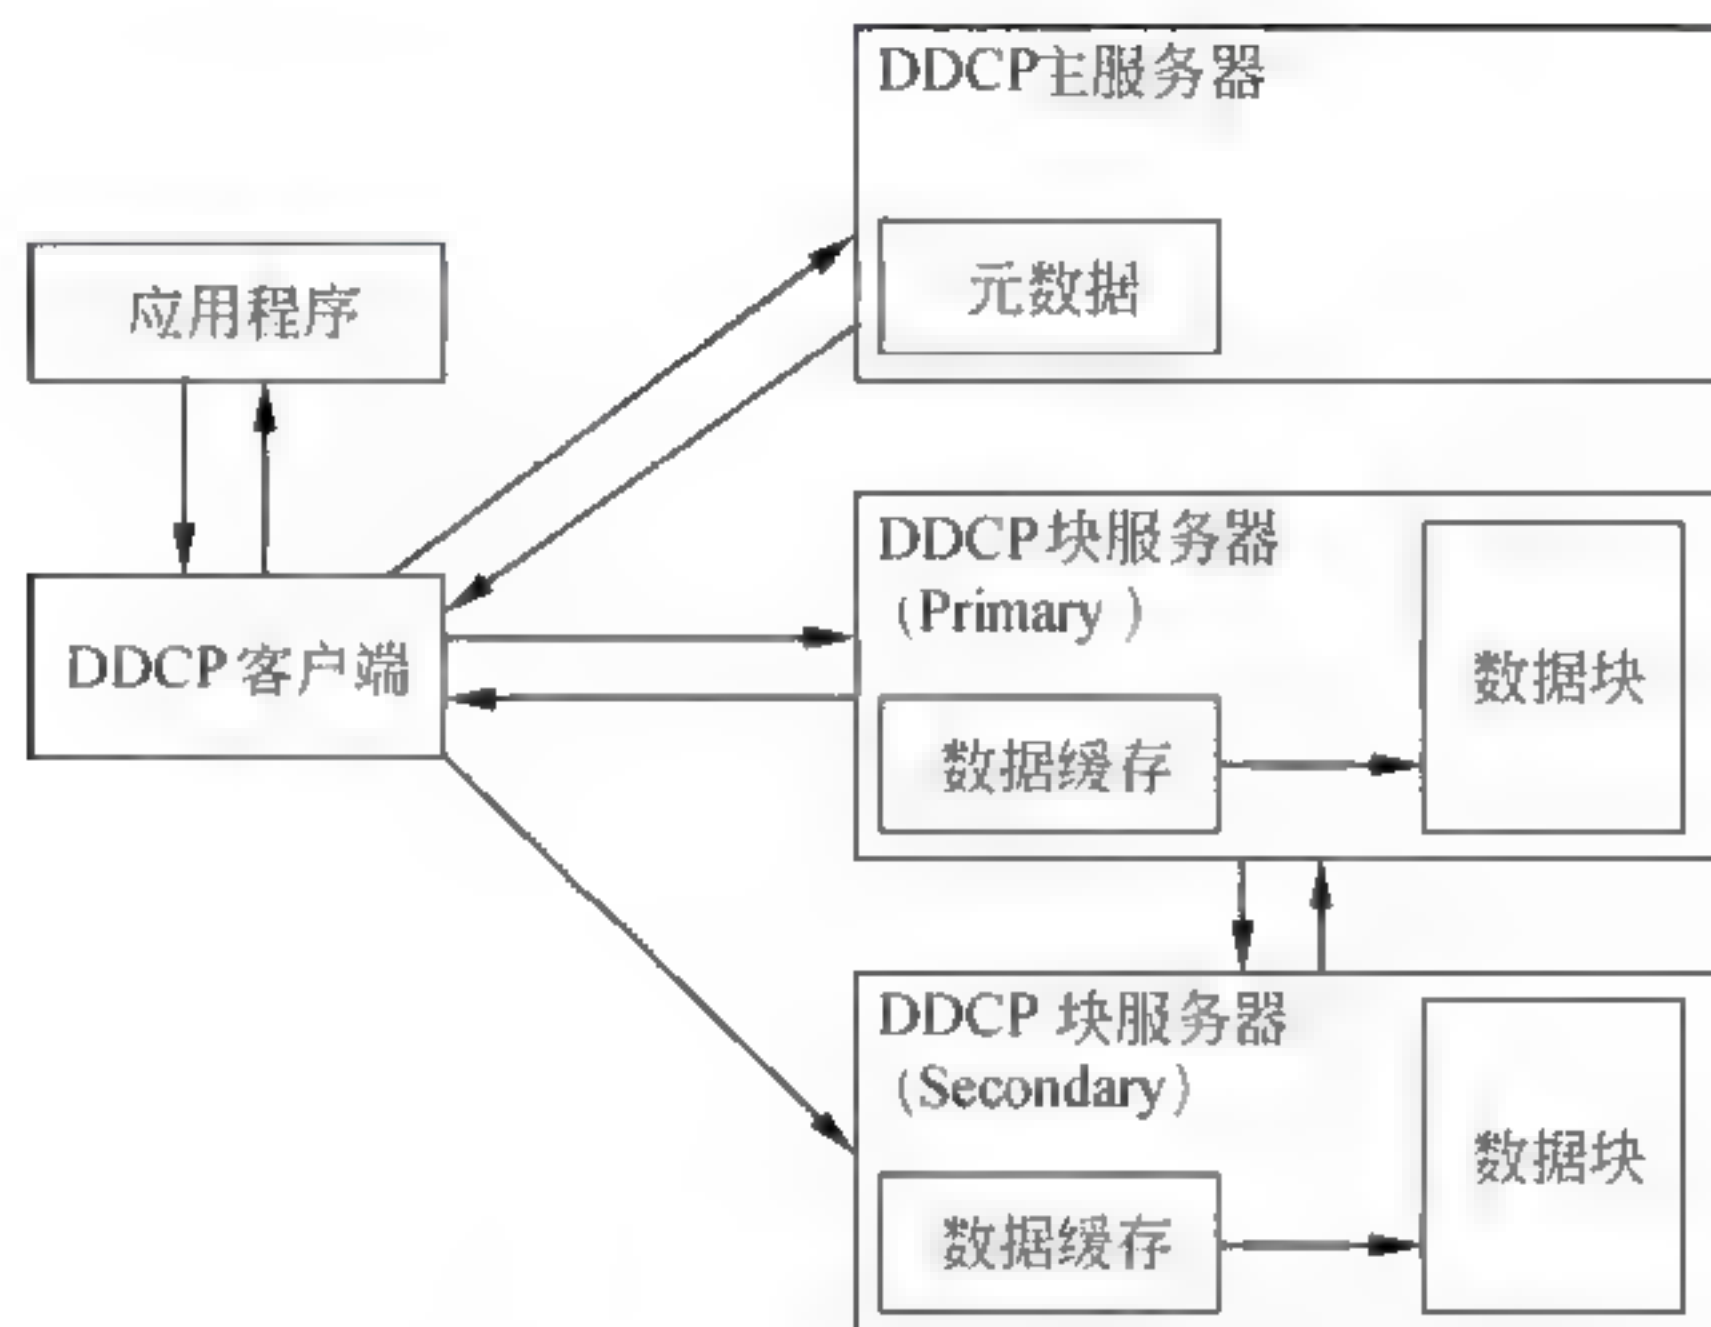 DDCP主服务器
元数据
应用程序
DDCP客户端
DDCP块服务器
（Primary）
数据块
数据缓存
DDCP 块服务器
（Secondary）
数据块
数据缓存